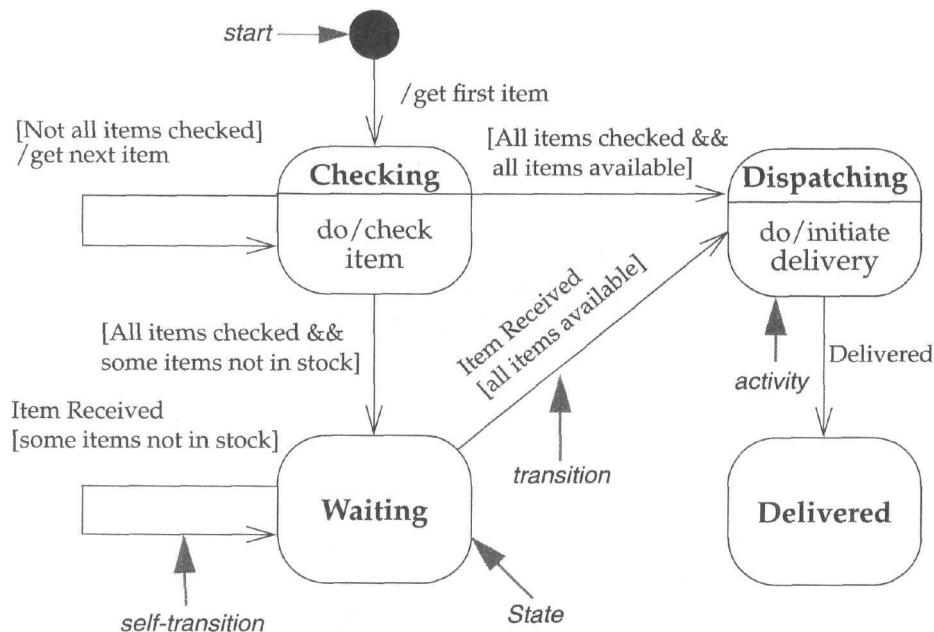 start
/get first item
[Not all items checked]
/get next item
[All items checked &&
all items available]
Checking
do/check
item
Dispatching
do/initiate
delivery
[All items checked &&
some items not in stock]
Item Received
[all items available]
activity
Delivered
Item Received
[some items not in stock]
transition
Waiting
Delivered
self-transition
State